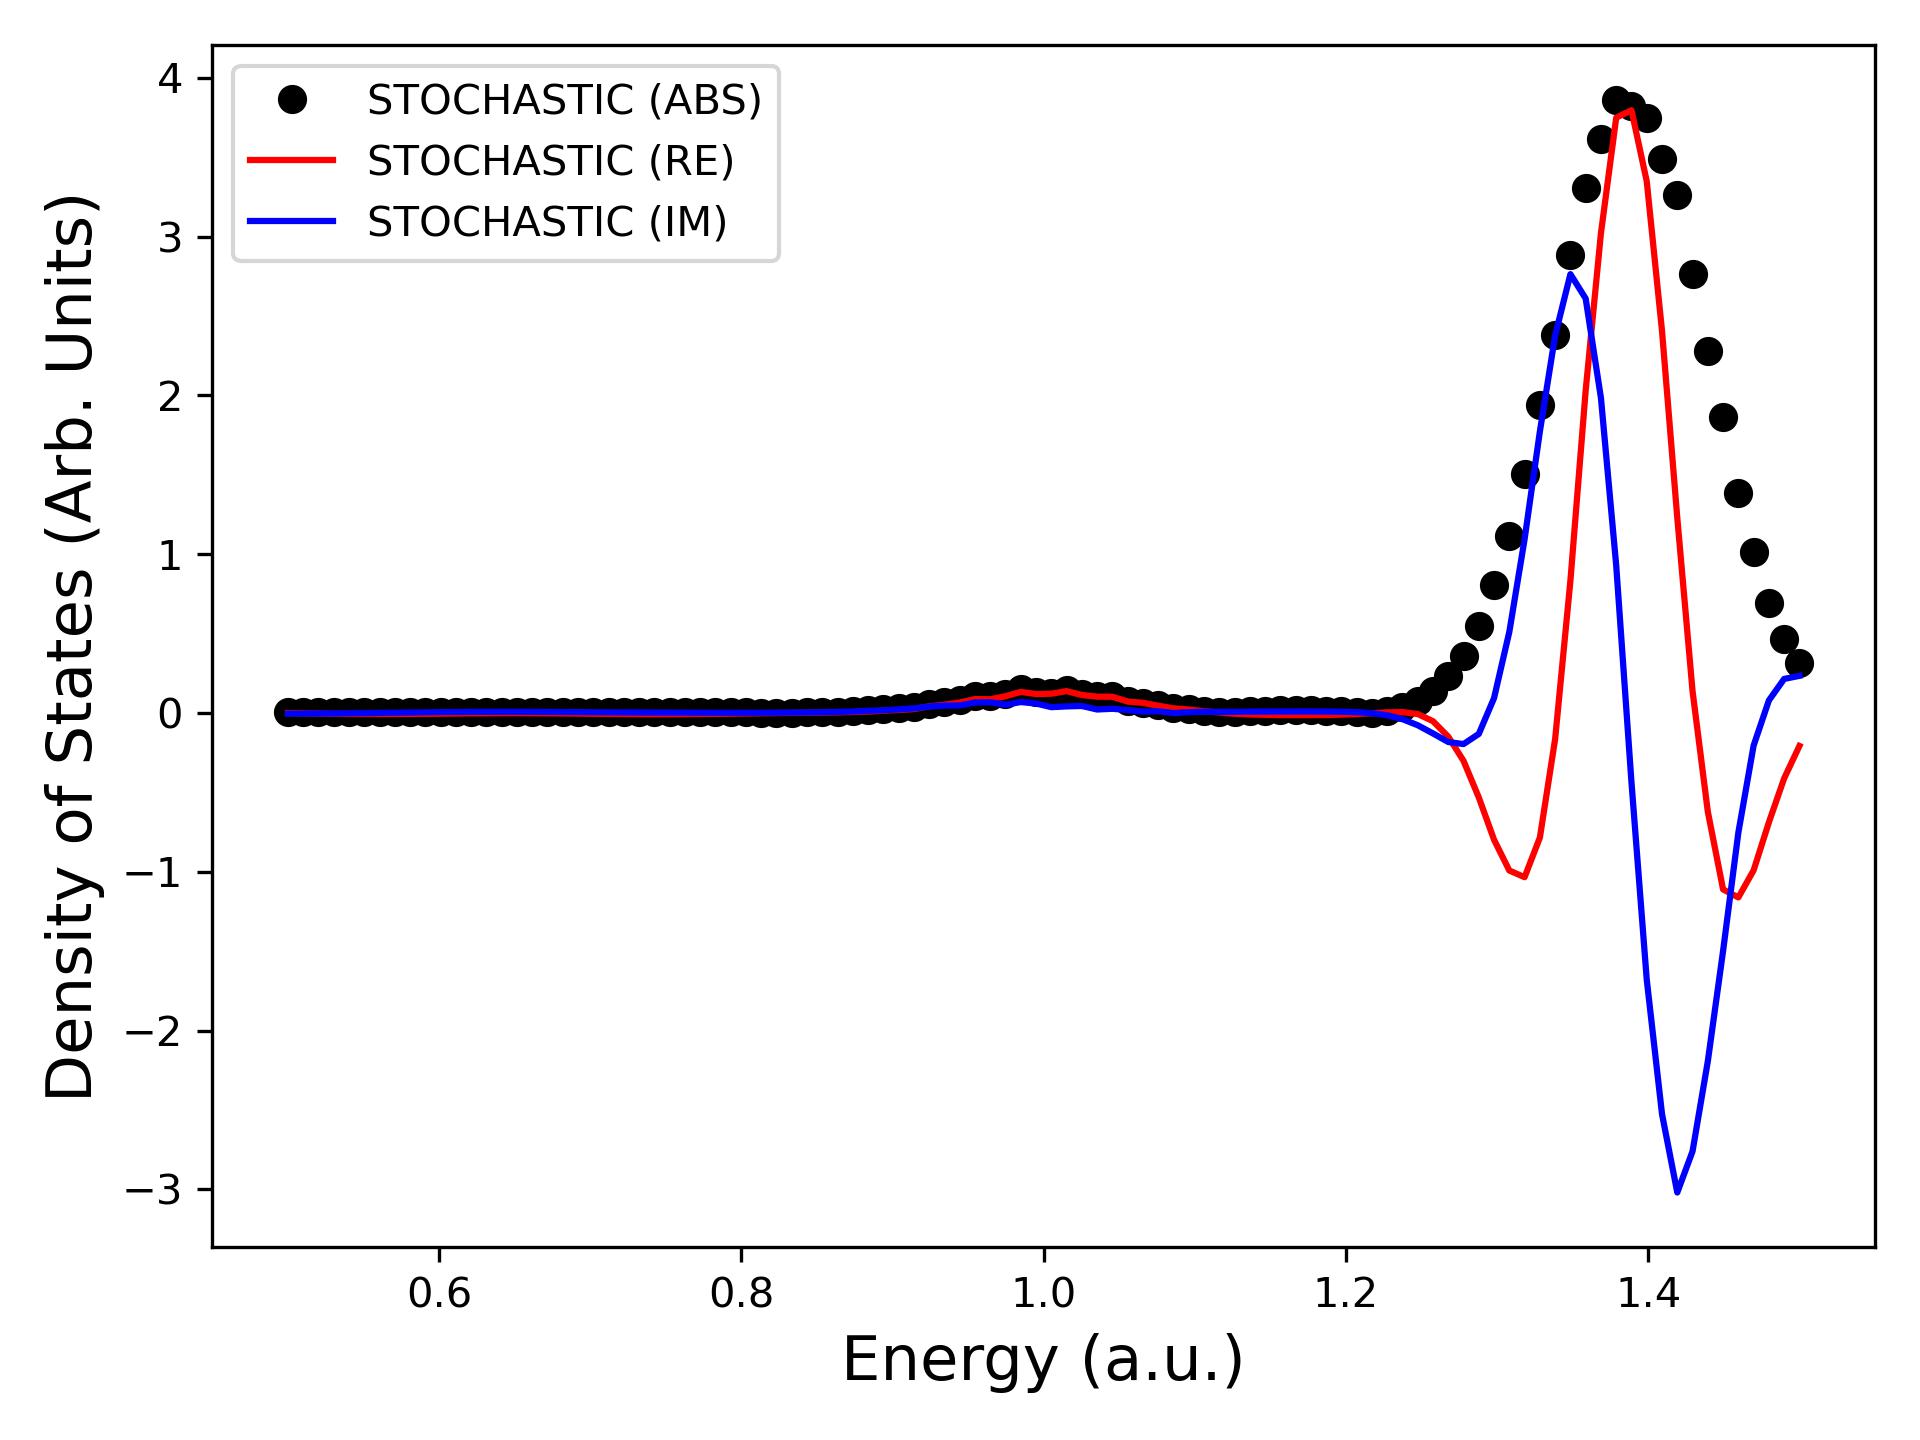 STOCHASTIC (ABS)
STOCHASTIC (RE)
STOCHASTIC (IM)
Density of States (Arb. Units)
4
3
2
1
0
−1
−2
−3
0.6 0.8 1.0 1.2 1.4
Energy (a.u.)